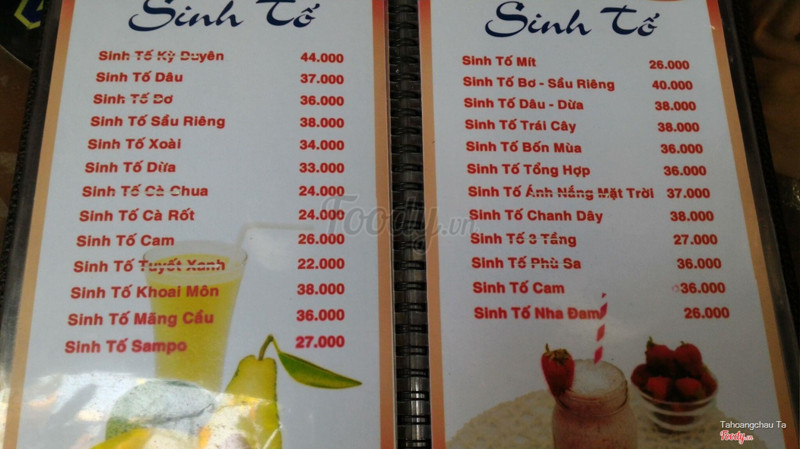 Sinh Tố
Sinh Tố Kỳ Duyên 44.000
Sinh Tố Dâu 37.000
Sinh Tố Bơ 36.000
Sinh Tố Sầu Riêng 38.000
Sinh Tố Xoài 34.000
Sinh Tố Dừa 33.000
Sinh Tố Cà Chua 24.000
Sinh Tố Cà Rốt 24.000
Sinh Tố Cam 26.000
Sinh Tố Tuyết Xanh 22.000
Sinh Tố Khoai Môn 38.000
Sinh Tố Mãng Cầu 36.000
Sinh Tố Sampo 27.000
Sinh Tố
Sinh Tố Mít 26.000
Sinh Tố Bơ - Sầu Riêng 40.000
Sinh Tố Dâu - Dừa 38.000
Sinh Tố Trái Cây 38.000
Sinh Tố Bốn Mùa 36.000
Sinh Tố Tổng Hợp 36.000
Sinh Tố Ánh Nắng Mặt Trời 37.000
Sinh Tố Chanh Dây 38.000
Sinh Tố 3 Tầng 27.000
Sinh Tố Phù Sa 36.000
Sinh Tố Cam 36.000
Sinh Tố Nha Đam 26.000
Foody.vn
Tahoangchau Ta
Foody.vn